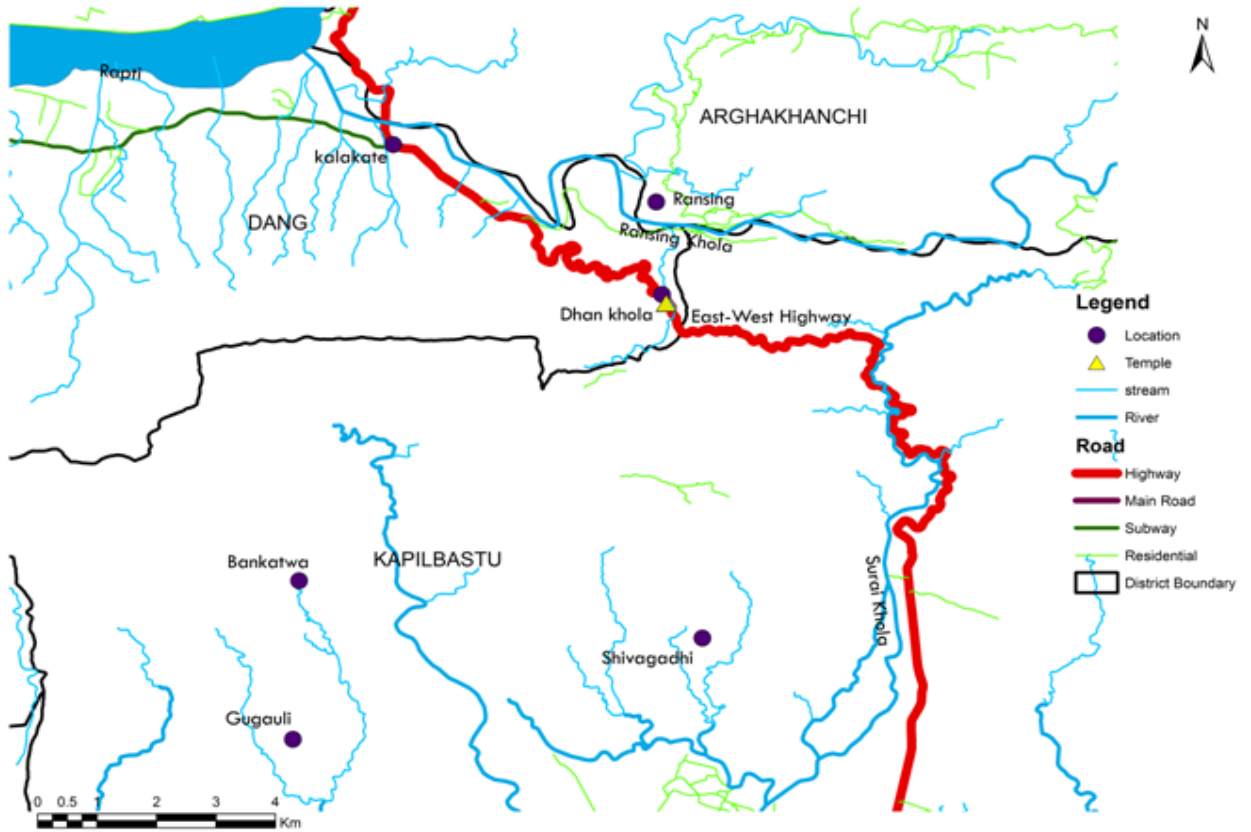 N
Rapti
ARGHAKHANCHI
kalakate
Ransing
DANG
Ransing Khola
Dhan khola
East-West Highway
Legend
Location
Temple
stream
River
Road
Highway
Main Road
Subway
Residential
District Boundary
KAPILBASTU
Bankatwa
Surai Khola
Shivagadhi
Gugauli
0 0.5 1 2 3 4
Km